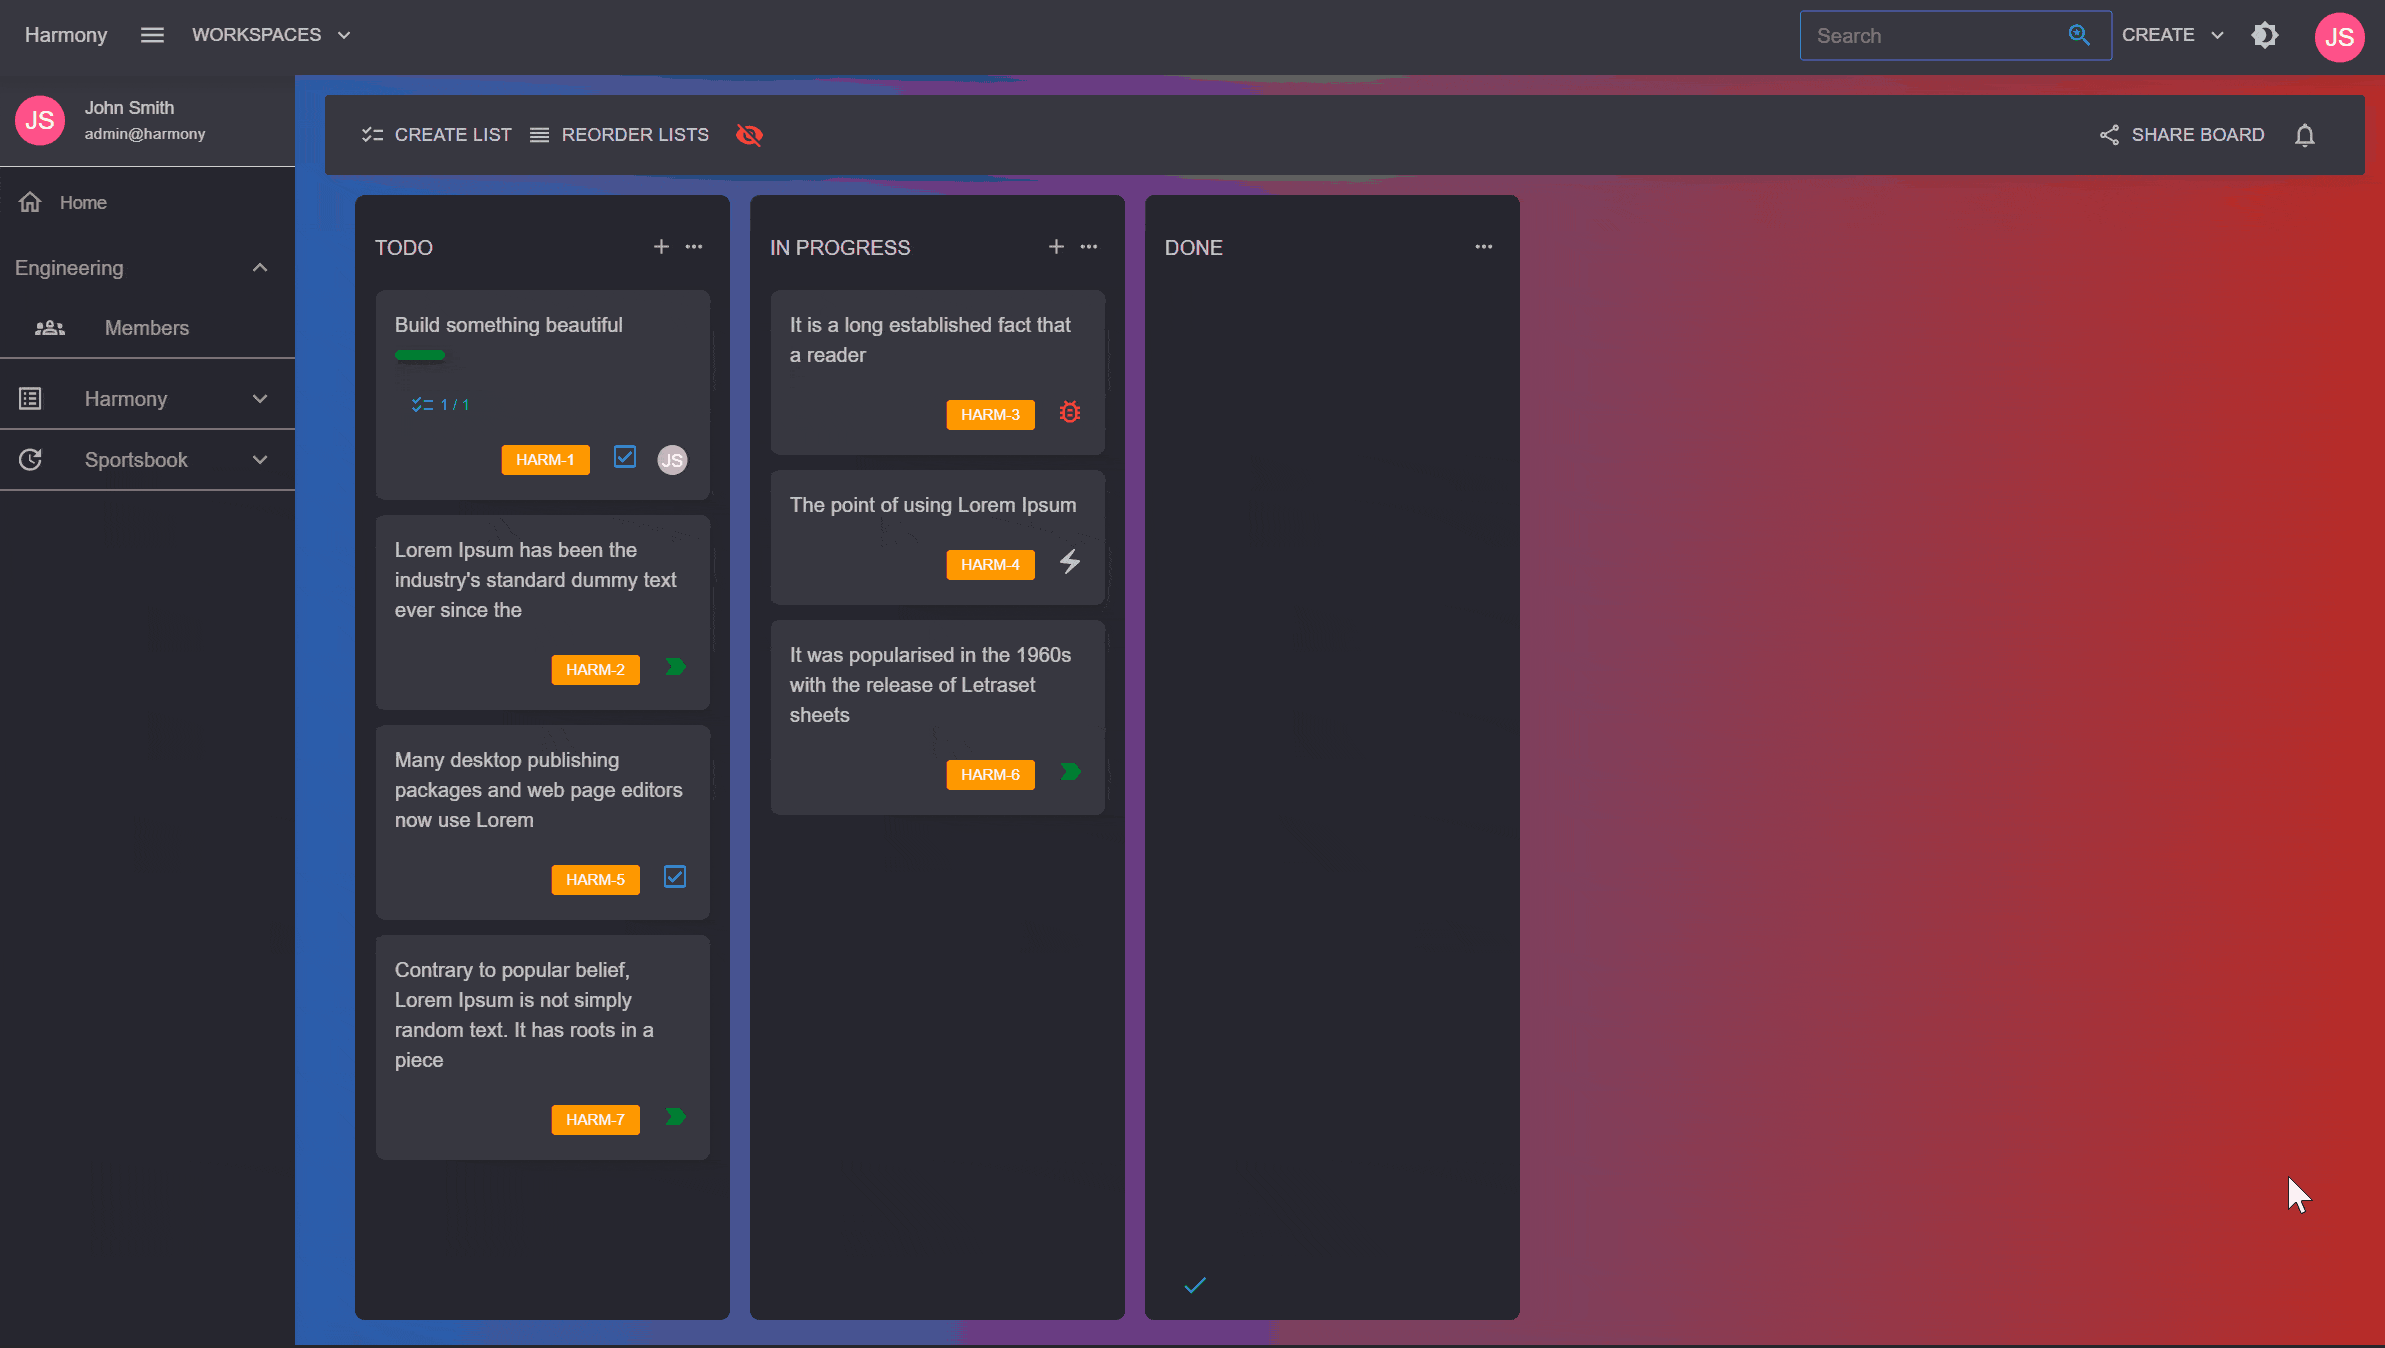 Harmony
WORKSPACES
Search
CREATE
JS
JS
John Smith
admin@harmony
Home
Engineering
Members
Harmony
Sportsbook
CREATE LIST
REORDER LISTS
SHARE BOARD
TODO
Build something beautiful
1 / 1
HARM-1
JS
Lorem Ipsum has been the
industry's standard dummy text
ever since the
HARM-2
Many desktop publishing
packages and web page editors
now use Lorem
HARM-5
Contrary to popular belief,
Lorem Ipsum is not simply
random text. It has roots in a
piece
HARM-7
IN PROGRESS
It is a long established fact that
a reader
HARM-3
The point of using Lorem Ipsum
HARM-4
It was popularised in the 1960s
with the release of Letraset
sheets
HARM-6
DONE